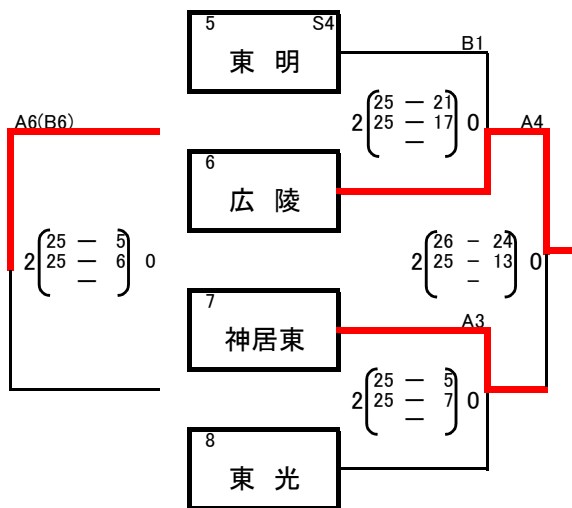 5 S4
東 明
B1
25 — 21
2 25 — 17 0
—
A6(B6)
A4
6
広 陵
25 — 5
2 25 — 6 0
—
26 - 24
2 25 - 13 0
-
7
神居東
A3
25 — 5
2 25 — 7 0
—
8
東 光